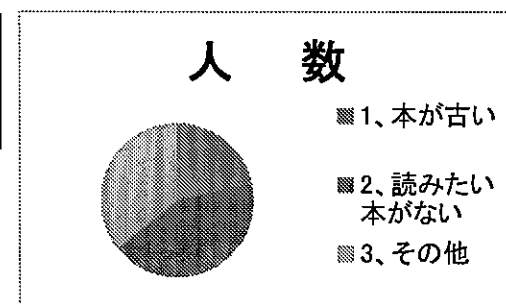 人 数
1、本が古い
2、読みたい
本がない
3、その他